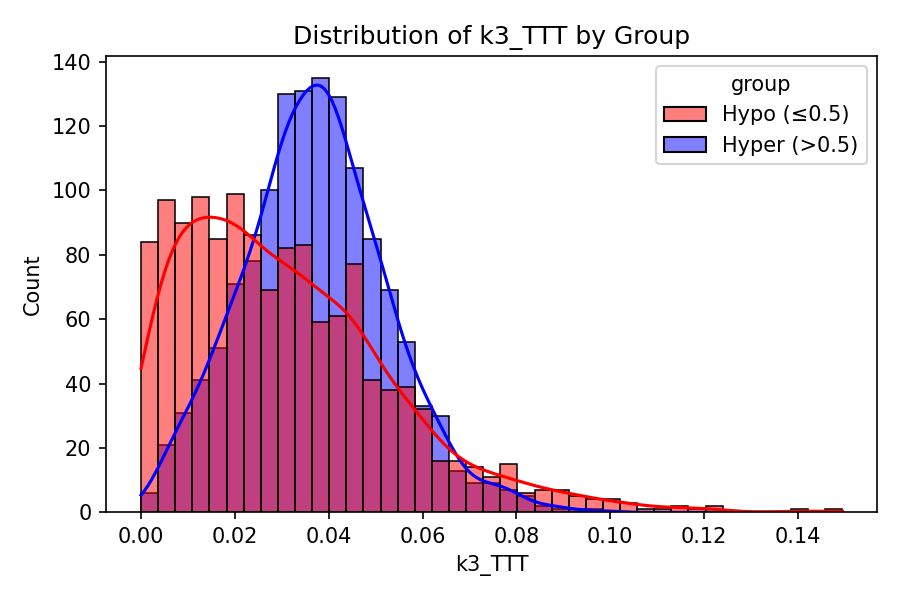 Distribution of k3_TTT by Group
140
120
100
80
60
40
20
0
Count
0.00 0.02 0.04 0.06 0.08 0.10 0.12 0.14
k3_TTT
group
Hypo (≤0.5)
Hyper (>0.5)